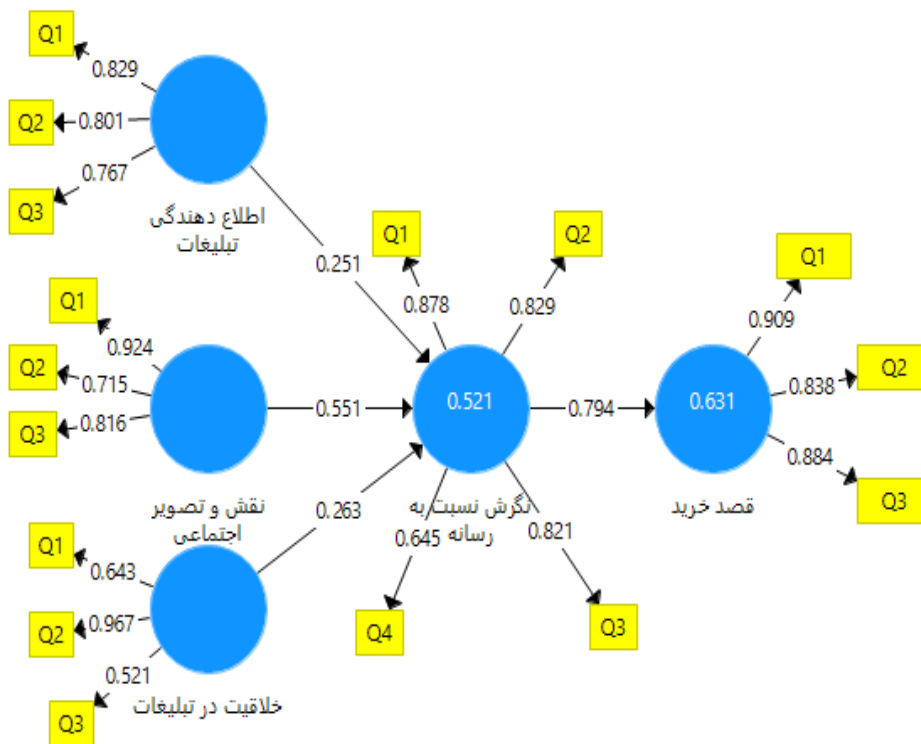 Q1
0.829
Q2
0.801
0.767
Q3
اطلاع دهندگی
تبلیغات
0.251
Q1
0.924
Q2
0.715
Q3
0.816
نقش و تصویر
اجتماعی
0.551
Q1
0.643
Q2
0.967
0.521
Q3
خلاقیت در تبلیغات
0.263
Q1
Q2
0.878
0.829
0.521
نگرش نسبت به
رسانه
0.645
0.821
Q4
Q3
0.794
0.631
قصد خرید
Q1
0.909
Q2
0.838
0.884
Q3